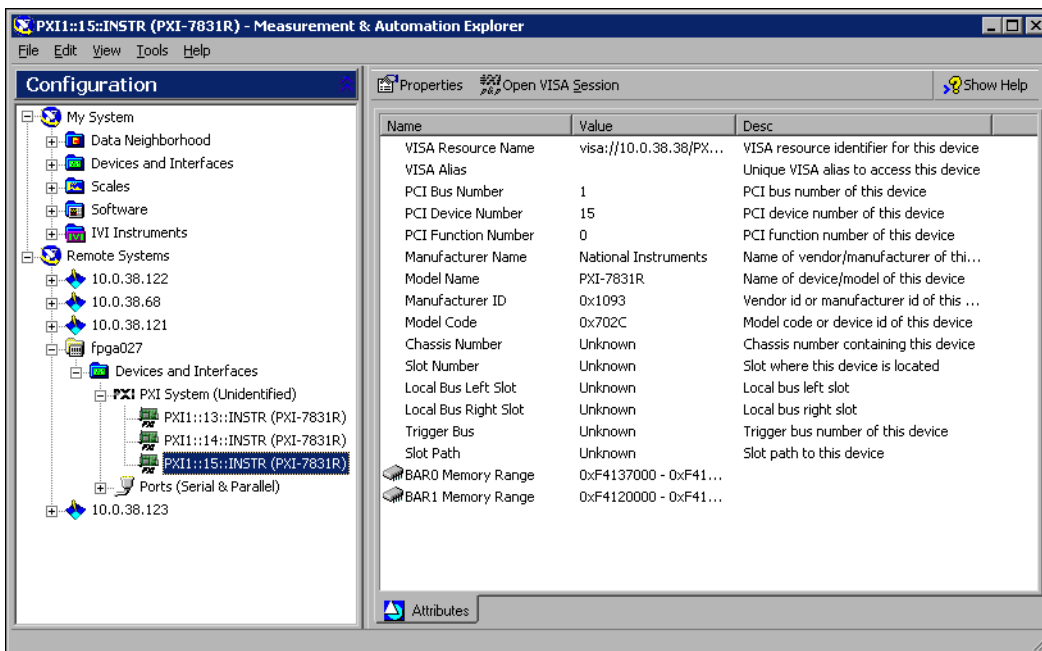 PXI1::15::INSTR (PXI-7831R) - Measurement & Automation Explorer
File Edit View Tools Help
Configuration
My System
Data Neighborhood
Devices and Interfaces
Scales
Software
IVI Instruments
Remote Systems
10.0.38.122
10.0.38.68
10.0.38.121
fpga027
Devices and Interfaces
PXI PXI System (Unidentified)
PXI1::13::INSTR (PXI-7831R)
PXI1::14::INSTR (PXI-7831R)
PXI1::15::INSTR (PXI-7831R)
Ports (Serial & Parallel)
10.0.38.123
Properties Open VISA Session Show Help
Name Value Desc
VISA Resource Name visa://10.0.38.38/PX... VISA resource identifier for this device
VISA Alias Unique VISA alias to access this device
PCI Bus Number 1 PCI bus number of this device
PCI Device Number 15 PCI device number of this device
PCI Function Number 0 PCI function number of this device
Manufacturer Name National Instruments Name of vendor/manufacturer of thi...
Model Name PXI-7831R Name of device/model of this device
Manufacturer ID 0x1093 Vendor id or manufacturer id of this ...
Model Code 0x702C Model code or device id of this device
Chassis Number Unknown Chassis number containing this device
Slot Number Unknown Slot where this device is located
Local Bus Left Slot Unknown Local bus left slot
Local Bus Right Slot Unknown Local bus right slot
Trigger Bus Unknown Trigger bus number of this device
Slot Path Unknown Slot path to this device
BAR0 Memory Range 0xF4137000 - 0xF41...
BAR1 Memory Range 0xF4120000 - 0xF41...
Attributes